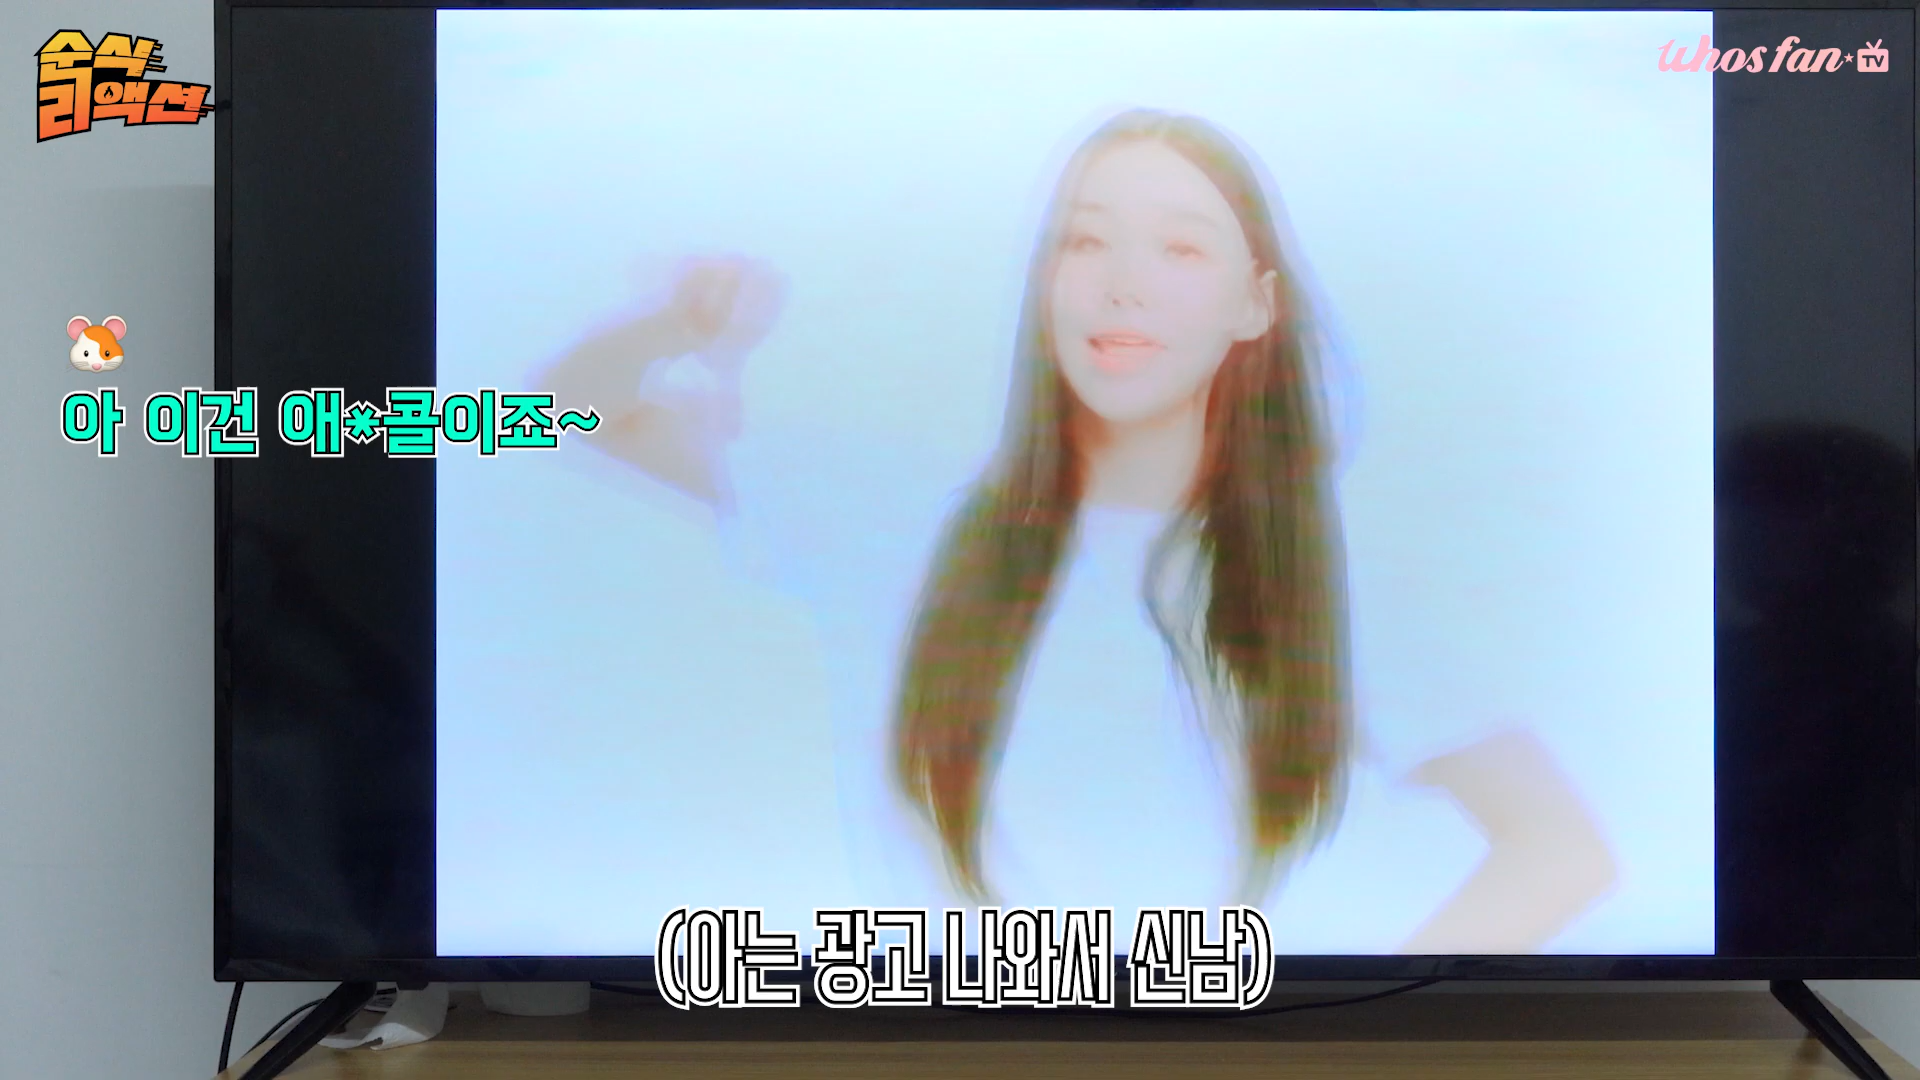 순식
리액션
whosfan TV
아 이건 애*콜이죠~
(아는 광고 나와서 신남)